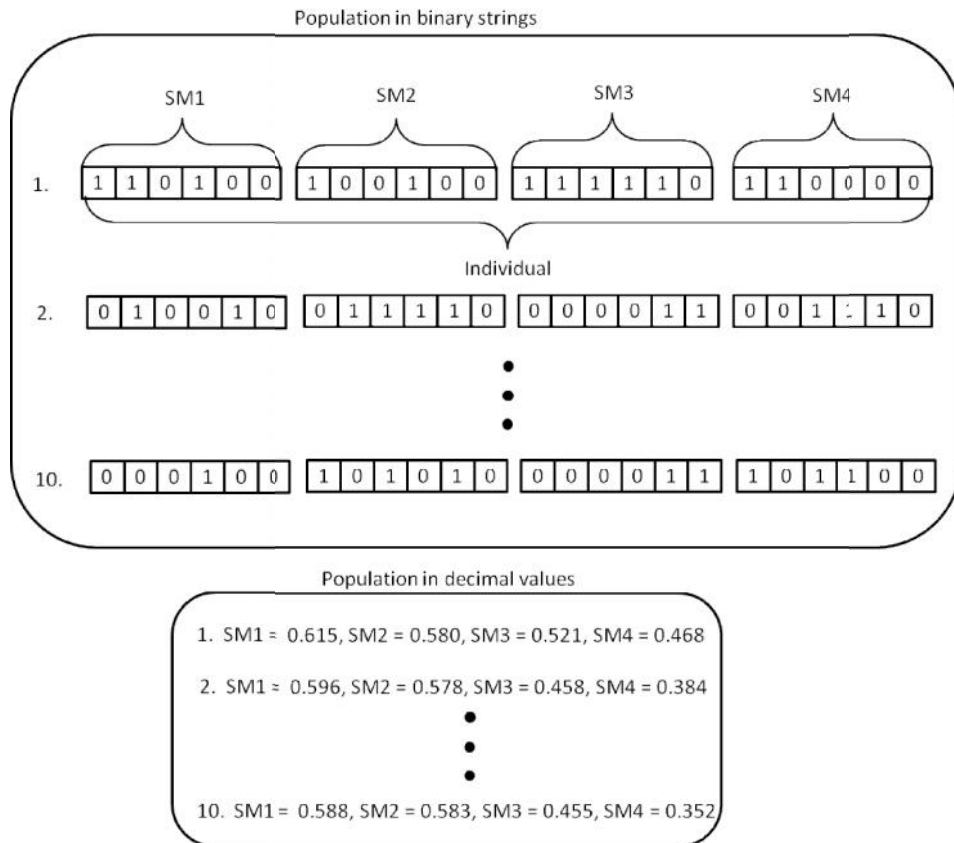 Population in binary strings
SM1 SM2 SM3 SM4
1. 1 1 0 1 0 0 1 0 0 1 0 0 1 1 1 1 1 0 1 1 0 0 0 0
Individual
2. 0 1 0 0 1 0 0 1 1 1 1 0 0 0 0 0 1 1 0 0 1 1 1 0
10. 0 0 0 1 0 0 1 0 1 0 1 0 0 0 0 0 1 1 1 0 1 1 0 0
Population in decimal values
1. SM1 = 0.615, SM2 = 0.580, SM3 = 0.521, SM4 = 0.468
2. SM1 = 0.596, SM2 = 0.578, SM3 = 0.458, SM4 = 0.384
10. SM1 = 0.588, SM2 = 0.583, SM3 = 0.455, SM4 = 0.352